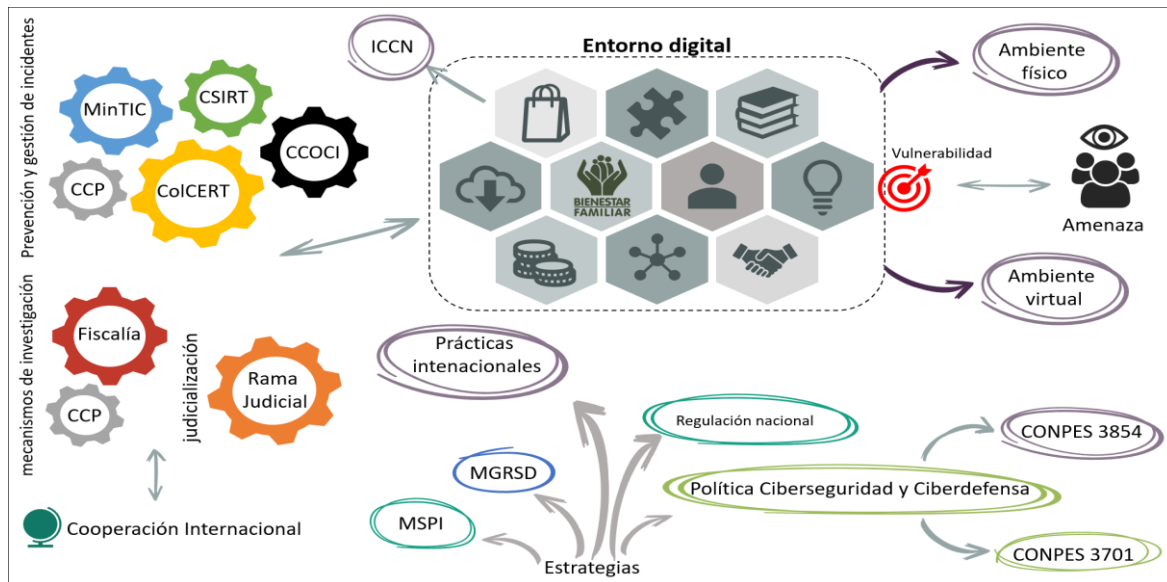 Prevención y gestión de incidentes
MinTIC
CSIRT
CCOCI
CCP
ColCERT
ICCN
Entorno digital
BIENESTAR
FAMILIAR
Ambiente
físico
Vulnerabilidad
Amenaza
Ambiente
virtual
mecanismos de investigación
Fiscalía
CCP
judicialización
Rama
Judicial
Cooperación Internacional
Prácticas
intenacionales
Regulación nacional
MGRSD
MSPI
Política Ciberseguridad y Ciberdefensa
CONPES 3854
CONPES 3701
Estrategias